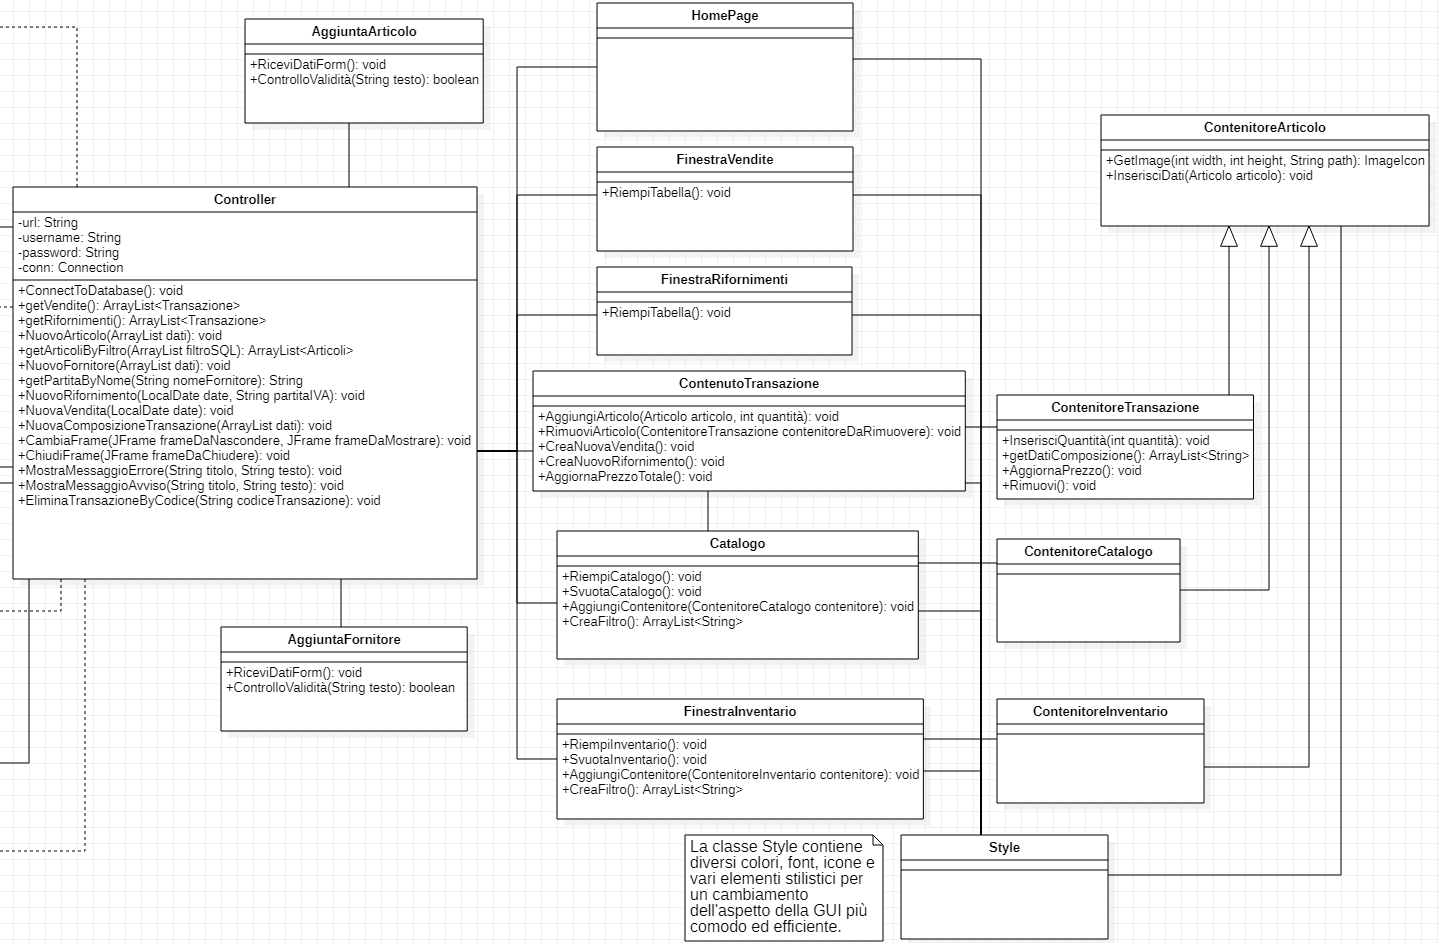 AggiuntaArticolo
+RiceviDatiForm(): void
+ControlloValidità(String testo): boolean
HomePage
FinestraVendite
+RiempiTabella(): void
FinestraRifornimenti
+RiempiTabella(): void
ContenitoreArticolo
+GetImage(int width, int height, String path): ImageIcon
+InserisciDati(Articolo articolo): void
Controller
-url: String
-username: String
-password: String
-conn: Connection
+ConnectToDatabase(): void
+getVendite(): ArrayList<Transazione>
+getRifornimenti(): ArrayList<Transazione>
+NuovoArticolo(ArrayList dati): void
+getArticoliByFiltro(ArrayList filtroSQL): ArrayList<Articoli>
+NuovoFornitore(ArrayList dati): void
+getPartitaByNome(String nomeFornitore): String
+NuovoRifornimento(LocalDate date, String partitaIVA): void
+NuovaVendita(LocalDate date): void
+NuovaComposizioneTransazione(ArrayList dati): void
+CambiaFrame(JFrame frameDaNascondere, JFrame frameDaMostrare): void
+ChiudiFrame(JFrame frameDaChiudere): void
+MostraMessaggioErrore(String titolo, String testo): void
+MostraMessaggioAvviso(String titolo, String testo): void
+EliminaTransazioneByCodice(String codiceTransazione): void
ContenutoTransazione
+AggiungiArticolo(Articolo articolo, int quantità): void
+RimuoviArticolo(ContenitoreTransazione contenitoreDaRimuovere): void
+CreaNuovaVendita(): void
+CreaNuovoRifornimento(): void
+AggiornaPrezzoTotale(): void
ContenitoreTransazione
+InserisciQuantità(int quantità): void
+getDatiComposizione(): ArrayList<String>
+AggiornaPrezzo(): void
+Rimuovi(): void
Catalogo
+RiempiCatalogo(): void
+SvuotaCatalogo(): void
+AggiungiContenitore(ContenitoreCatalogo contenitore): void
+CreaFiltro(): ArrayList<String>
ContenitoreCatalogo
AggiuntaFornitore
+RiceviDatiForm(): void
+ControlloValidità(String testo): boolean
FinestraInventario
+RiempiInventario(): void
+SvuotaInventario(): void
+AggiungiContenitore(ContenitoreInventario contenitore): void
+CreaFiltro(): ArrayList<String>
ContenitoreInventario
La classe Style contiene
diversi colori, font, icone e
vari elementi stilistici per
un cambiamento
dell'aspetto della GUI più
comodo ed efficiente.
Style